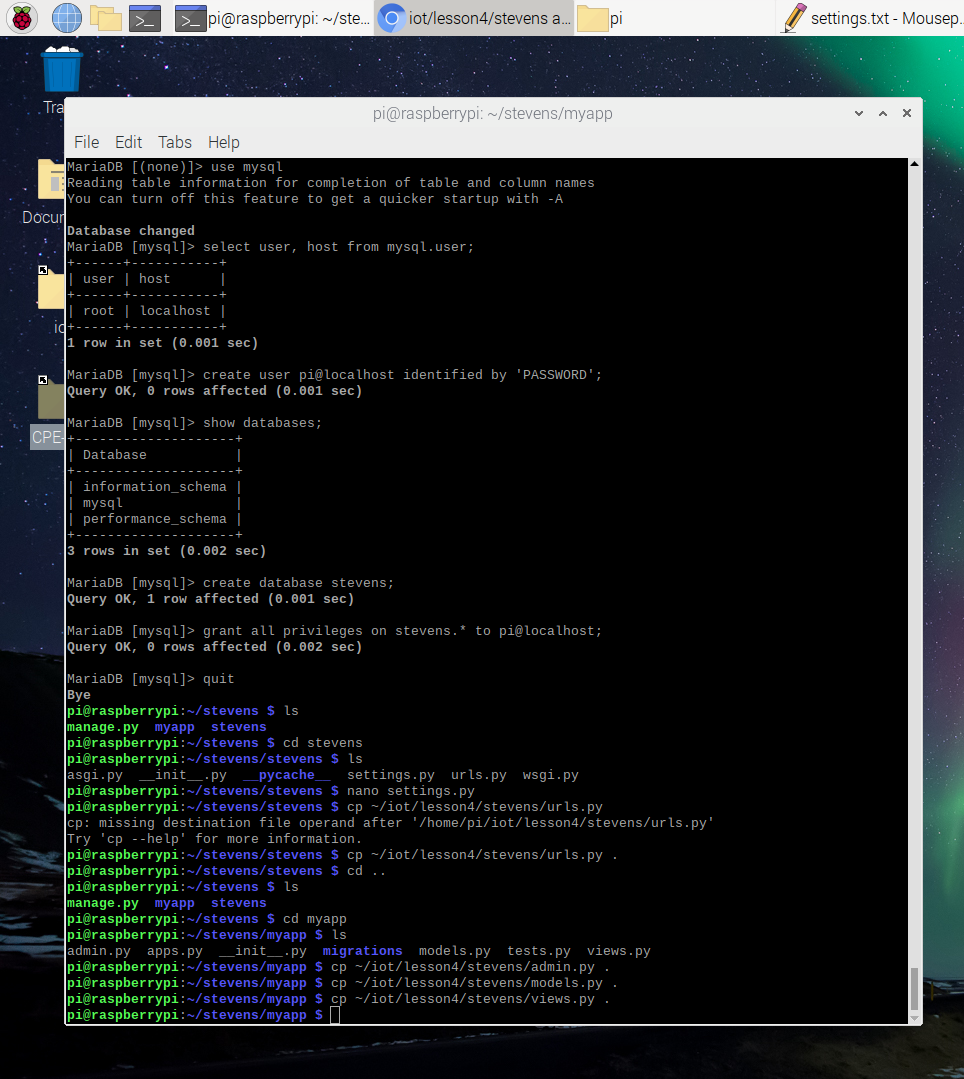 pi@raspberrypi: ~/ste...
iot/lesson4/stevens a...
pi
settings.txt - Mousep...
Tra
pi@raspberrypi: ~/stevens/myapp
File Edit Tabs Help
MariaDB [(none)]> use mysql
Reading table information for completion of table and column names
You can turn off this feature to get a quicker startup with -A
Docum
Database changed
MariaDB [mysql]> select user, host from mysql.user;
+------+-----------+
| user | host      |
+------+-----------+
| root | localhost |
+------+-----------+
io
1 row in set (0.001 sec)
MariaDB [mysql]> create user pi@localhost identified by 'PASSWORD';
Query OK, 0 rows affected (0.001 sec)
MariaDB [mysql]> show databases;
CPE-
+--------------------+
| Database           |
+--------------------+
| information_schema |
| mysql              |
| performance_schema |
+--------------------+
3 rows in set (0.002 sec)
MariaDB [mysql]> create database stevens;
Query OK, 1 row affected (0.001 sec)
MariaDB [mysql]> grant all privileges on stevens.* to pi@localhost;
Query OK, 0 rows affected (0.002 sec)
MariaDB [mysql]> quit
Bye
pi@raspberrypi:~/stevens $ ls
manage.py  myapp  stevens
pi@raspberrypi:~/stevens $ cd stevens
pi@raspberrypi:~/stevens/stevens $ ls
asgi.py  __init__.py  __pycache__  settings.py  urls.py  wsgi.py
pi@raspberrypi:~/stevens/stevens $ nano settings.py
pi@raspberrypi:~/stevens/stevens $ cp ~/iot/lesson4/stevens/urls.py
cp: missing destination file operand after '/home/pi/iot/lesson4/stevens/urls.py'
Try 'cp --help' for more information.
pi@raspberrypi:~/stevens/stevens $ cp ~/iot/lesson4/stevens/urls.py .
pi@raspberrypi:~/stevens/stevens $ cd ..
pi@raspberrypi:~/stevens $ ls
manage.py  myapp  stevens
pi@raspberrypi:~/stevens $ cd myapp
pi@raspberrypi:~/stevens/myapp $ ls
admin.py  apps.py  __init__.py  migrations  models.py  tests.py  views.py
pi@raspberrypi:~/stevens/myapp $ cp ~/iot/lesson4/stevens/admin.py .
pi@raspberrypi:~/stevens/myapp $ cp ~/iot/lesson4/stevens/models.py .
pi@raspberrypi:~/stevens/myapp $ cp ~/iot/lesson4/stevens/views.py .
pi@raspberrypi:~/stevens/myapp $